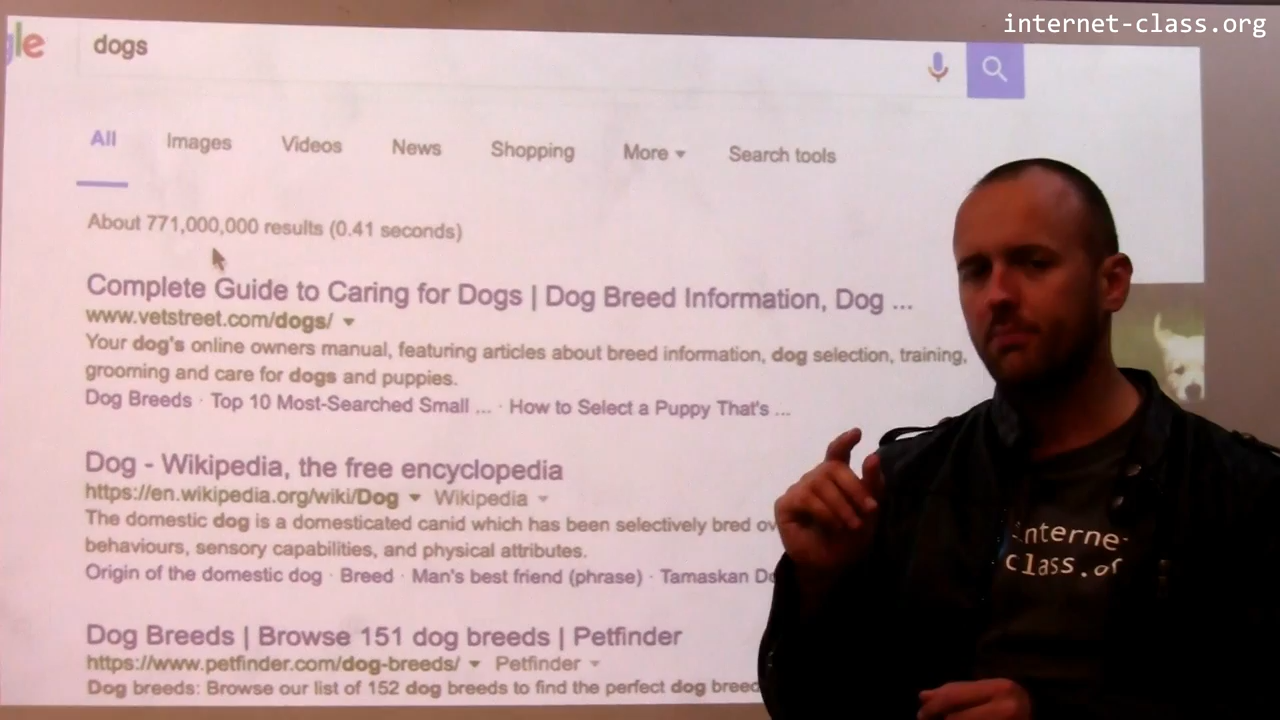 internet-class.org
le
dogs
All Images Videos News Shopping More Search tools
About 771,000,000 results (0.41 seconds)
Complete Guide to Caring for Dogs | Dog Breed Information, Dog ...
www.vetstreet.com/dogs/
Your dog's online owners manual, featuring articles about breed information, dog selection, training,
grooming and care for dogs and puppies.
Dog Breeds · Top 10 Most-Searched Small ... · How to Select a Puppy That's ...
Dog - Wikipedia, the free encyclopedia
https://en.wikipedia.org/wiki/Dog Wikipedia
The domestic dog is a domesticated canid which has been selectively bred ov
behaviours, sensory capabilities, and physical attributes.
Origin of the domestic dog · Breed · Man's best friend (phrase) · Tamaskan Do
Dog Breeds | Browse 151 dog breeds | Petfinder
https://www.petfinder.com/dog-breeds/ Petfinder
Dog breeds: Browse our list of 152 dog breeds to find the perfect dog breed
internet-
class.or